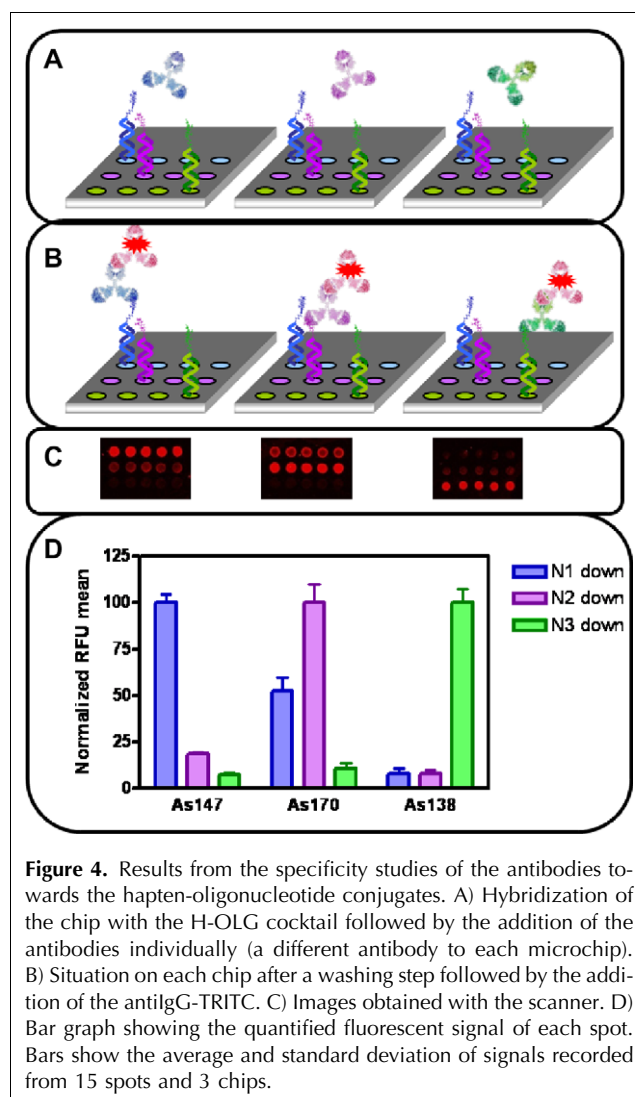 A
B
C
D
125
100
75
50
25
0
Normalized RFU mean
As147
As170
As138
N1 down
N2 down
N3 down
Figure 4. Results from the specificity studies of the antibodies to-
wards the hapten-oligonucleotide conjugates. A) Hybridization of
the chip with the H-OLG cocktail followed by the addition of the
antibodies individually (a different antibody to each microchip).
B) Situation on each chip after a washing step followed by the addi-
tion of the antiIgG-TRITC. C) Images obtained with the scanner. D)
Bar graph showing the quantified fluorescent signal of each spot.
Bars show the average and standard deviation of signals recorded
from 15 spots and 3 chips.